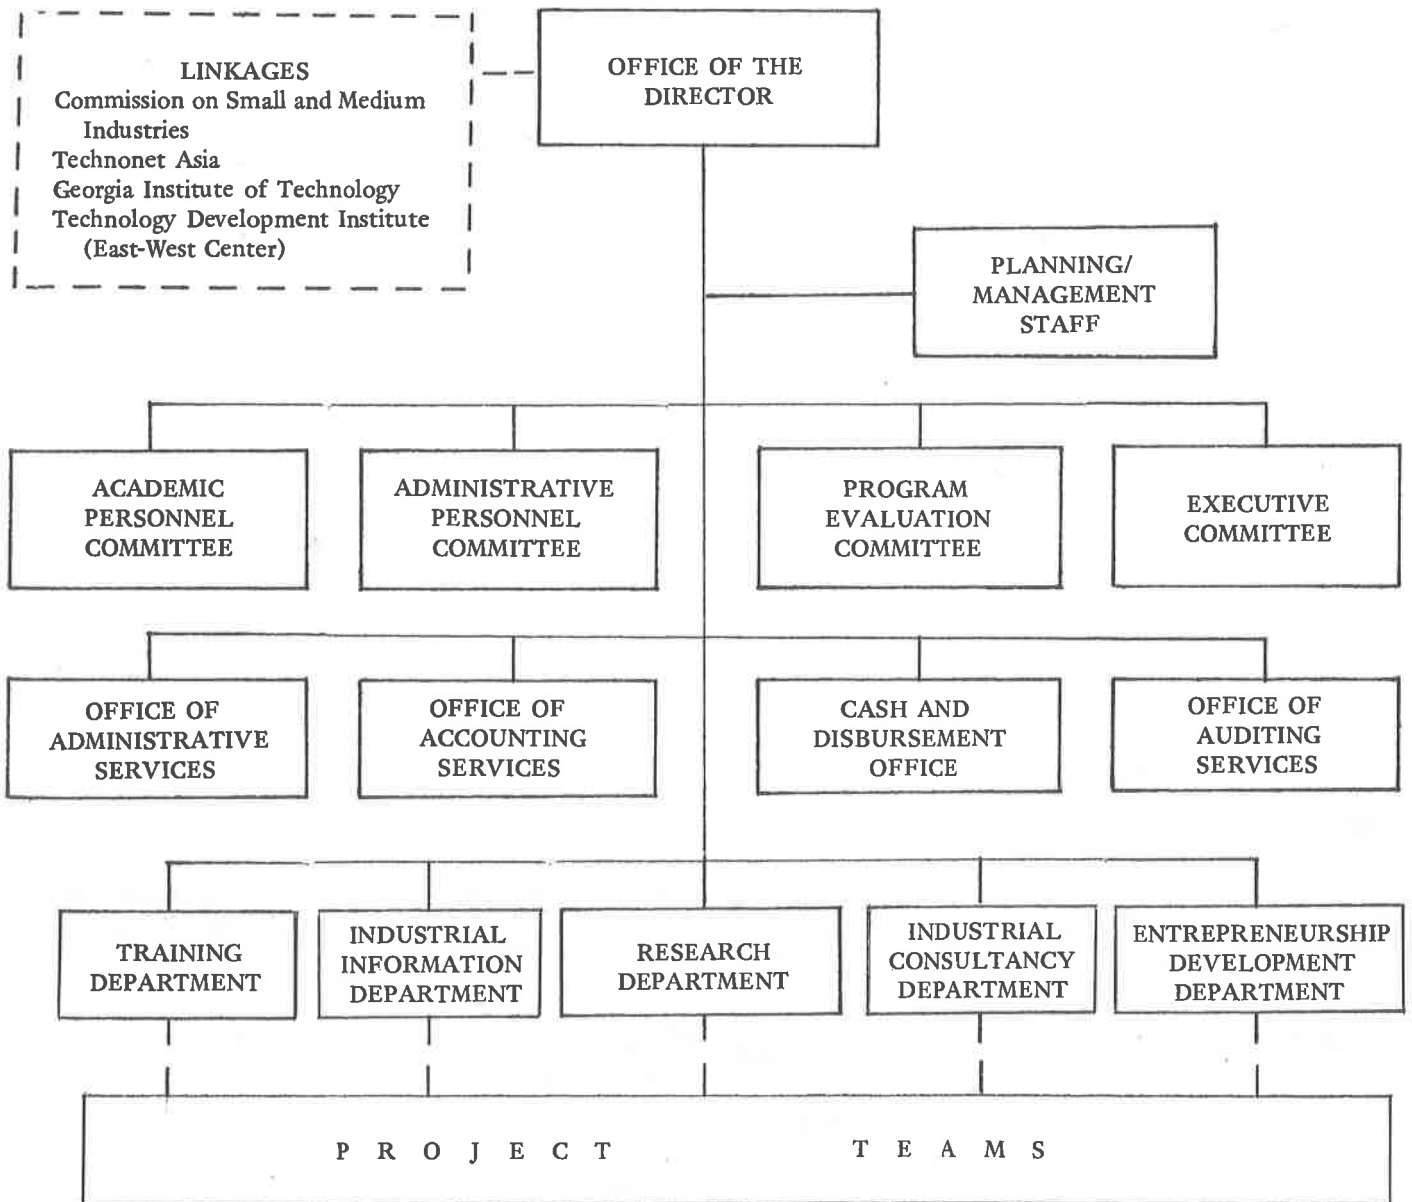 LINKAGES
Commission on Small and Medium
Industries
Technonet Asia
Georgia Institute of Technology
Technology Development Institute
(East-West Center)
OFFICE OF THE
DIRECTOR
PLANNING/
MANAGEMENT
STAFF
ACADEMIC
PERSONNEL
COMMITTEE
ADMINISTRATIVE
PERSONNEL
COMMITTEE
PROGRAM
EVALUATION
COMMITTEE
EXECUTIVE
COMMITTEE
OFFICE OF
ADMINISTRATIVE
SERVICES
OFFICE OF
ACCOUNTING
SERVICES
CASH AND
DISBURSEMENT
OFFICE
OFFICE OF
AUDITING
SERVICES
TRAINING
DEPARTMENT
INDUSTRIAL
INFORMATION
DEPARTMENT
RESEARCH
DEPARTMENT
INDUSTRIAL
CONSULTANCY
DEPARTMENT
ENTREPRENEURSHIP
DEVELOPMENT
DEPARTMENT
PROJECT TEAMS